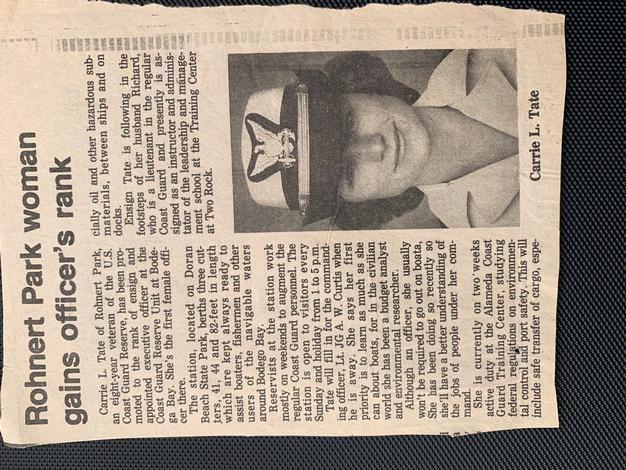 Rohnert Park woman
gains officer's rank
Carrie L. Tate of Rohnert Park,
an eight-year veteran of the U.S.
Coast Guard Reserve, has been pro-
moted to the rank of ensign and
appointed executive officer at the
Coast Guard Reserve Unit at Bode-
ga Bay. She's the first female offi-
cer there.
The station, located on Doran
Beach State Park, berths three cut-
ters, 41, 44 and 82-feet in length
which are kept always ready to
assist sports fishermen and other
users of the navigable waters
around Bodego Bay.
Reservists at the station work
mostly on weekends to augment the
regular Coast Guard personnel. The
station is open to visitors every
Sunday and holiday from 1 to 5 p.m.
Tate will fill in for the command-
ing officer, Lt. JG A. W. Curtis when
he is away. She says her first
priority is to learn as much as she
can about boats, for in the civilian
world she has been a budget analyst
and environmental researcher.
Although an officer, she usually
won't be required to go out on boats,
She has been doing so recently so
she'll have a better understanding of
the jobs of people under her com-
mand.
She is currently on two weeks
active duty at the Alameda Coast
Guard Training Center, studying
federal regulations on environmen-
tal control and port safety. This will
include safe transfer of cargo, espe-
cially oil and other hazardous sub-
materials, between ships and on
docks.
Ensign Tate is following in the
footsteps of her husband Richard,
who is a lieutenant in the regular
Coast Guard and presently is as-
signed as an instructor and adminis-
trator of the leadership and manage-
ment school at the Training Center
at Two Rock.
Carrie L. Tate